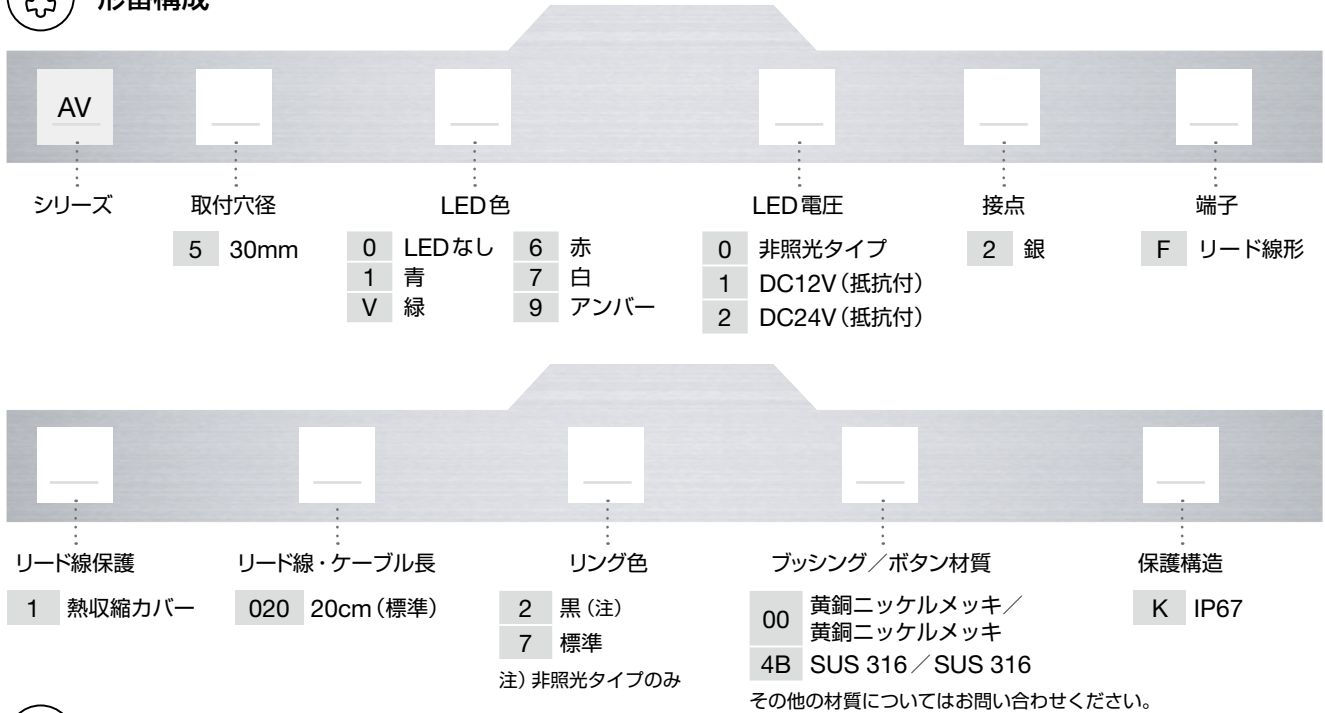 形番構成
AV
シリーズ 取付穴径 LED色 LED電圧 接点 端子
5 30mm 0 LEDなし 6 赤 0 非照光タイプ 2 銀 F リード線形
1 青 7 白 1 DC12V(抵抗付)
V 緑 9 アンバー 2 DC24V(抵抗付)
リード線保護 リード線・ケーブル長 リング色 ブッシング/ボタン材質 保護構造
1 熱収縮カバー 020 20cm(標準) 2 黒(注) 00 黄銅ニッケルメッキ/ K IP67
黄銅ニッケルメッキ
7 標準 4B SUS 316/SUS 316
注)非照光タイプのみ
その他の材質についてはお問い合わせください。